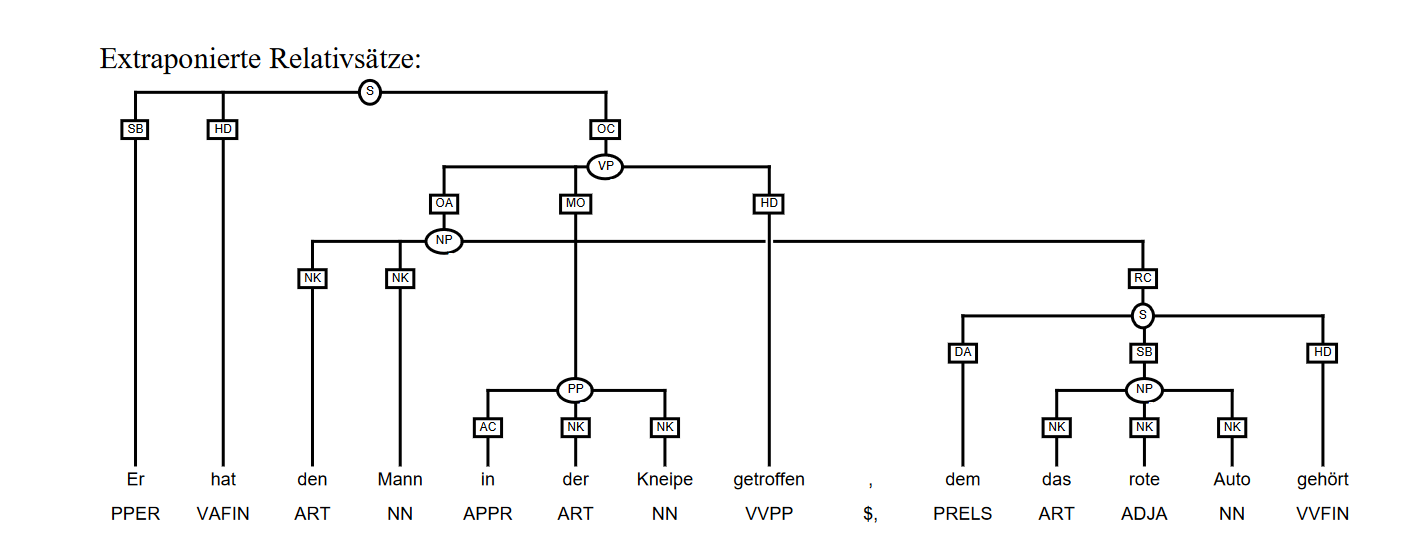 Extraponierte Relativsätze:
S
SB HD OC
VP
OA MO HD
NP
NK NK RC
S
DA SB HD
PP NP
AC NK NK NK NK NK
Er hat den Mann in der Kneipe getroffen , dem das rote Auto gehört
PPER VAFIN ART NN APPR ART NN VVPP $, PRELS ART ADJA NN VVFIN